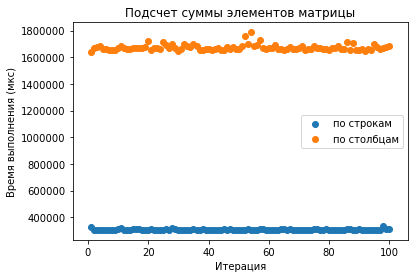 Подсчет суммы элементов матрицы
1800000
1600000
1400000
1200000
1000000
800000
600000
400000
Время выполнения (мкс)
по строкам
по столбцам
0 20 40 60 80 100
Итерация